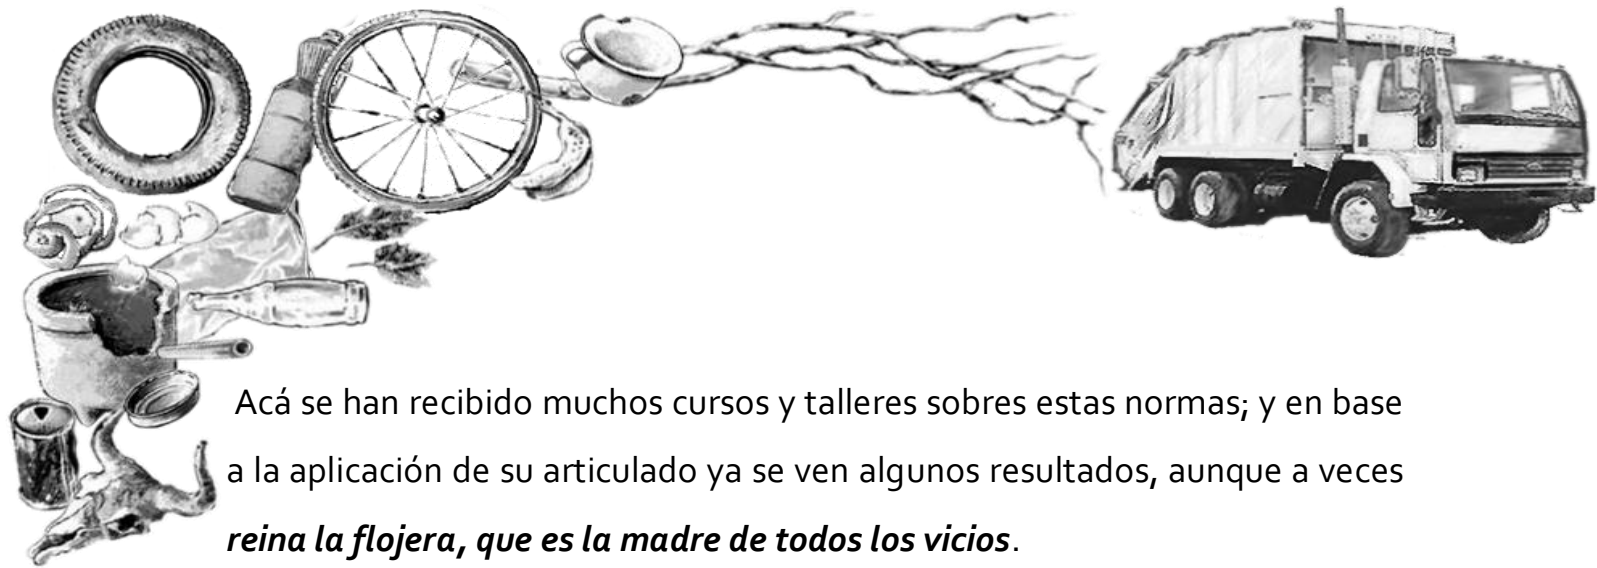 Acá se han recibido muchos cursos y talleres sobres estas normas; y en base
a la aplicación de su articulado ya se ven algunos resultados, aunque a veces
reina la flojera, que es la madre de todos los vicios.